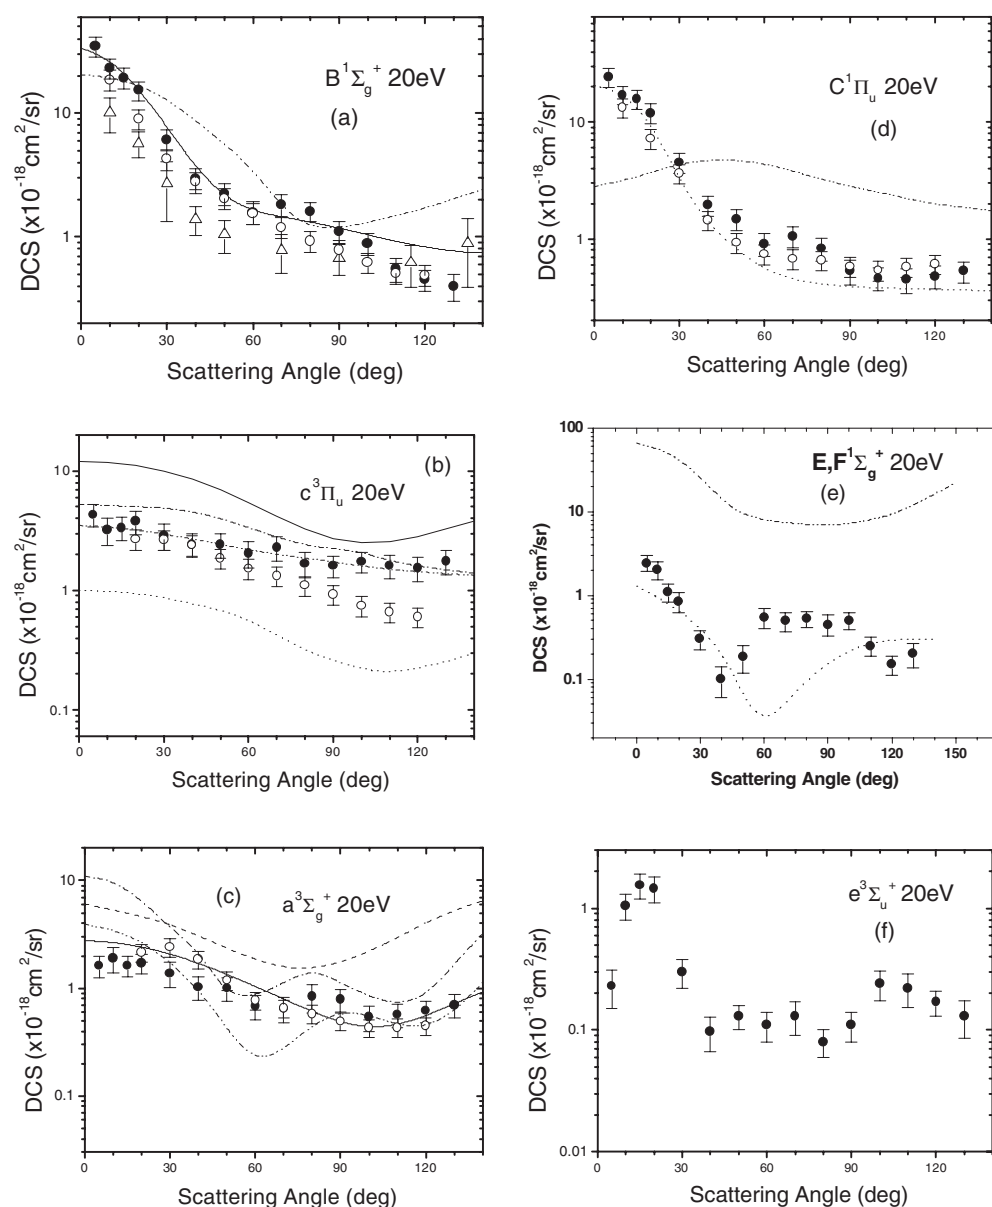 B¹Σg⁺ 20eV
(a)
10
1
DCS (x10⁻¹⁸cm²/sr)
0 30 60 90 120
Scattering Angle (deg)
C¹Πu 20eV
(d)
10
1
DCS (x10⁻¹⁸cm²/sr)
0 30 60 90 120
Scattering Angle (deg)
(b)
c³Πu 20eV
10
1
0.1
DCS (x10⁻¹⁸cm²/sr)
0 30 60 90 120
Scattering Angle (deg)
E,F¹Σg⁺ 20eV
(e)
100
10
1
0.1
DCS (x10⁻¹⁸cm²/sr)
0 30 60 90 120 150
Scattering Angle (deg)
(c)
a³Σg⁺ 20eV
10
1
0.1
DCS (x10⁻¹⁸cm²/sr)
0 30 60 90 120
Scattering Angle (deg)
e³Σu⁺ 20eV
(f)
1
0.1
0.01
DCS (x10⁻¹⁸cm²/sr)
0 30 60 90 120
Scattering Angle (deg)